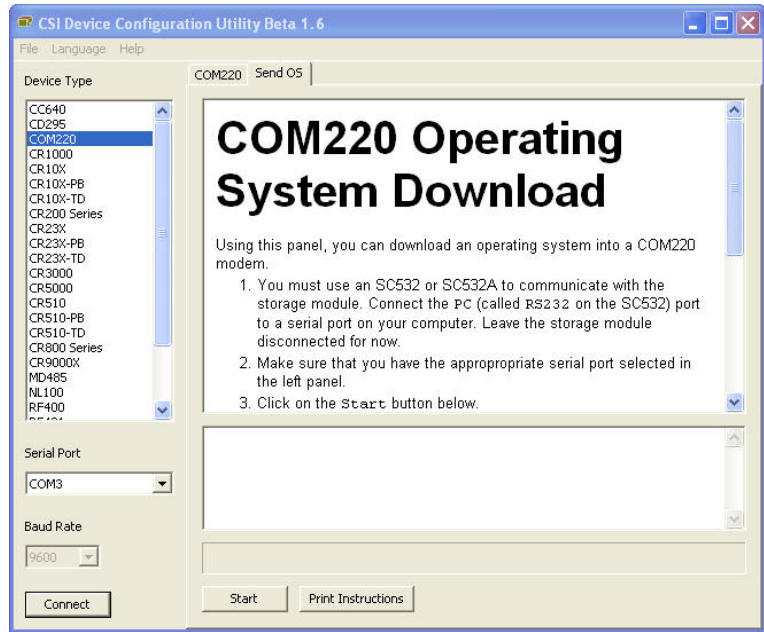 CSI Device Configuration Utility Beta 1.6
File Language Help
Device Type
CC640
CD295
COM220
CR1000
CR10X
CR10X-PB
CR10X-TD
CR200 Series
CR23X
CR23X-PB
CR23X-TD
CR3000
CR5000
CR510
CR510-PB
CR510-TD
CR800 Series
CR9000X
MD485
NL100
RF400
Serial Port
COM3
Baud Rate
9600
Connect
COM220 Send OS
COM220 Operating
System Download
Using this panel, you can download an operating system into a COM220
modem.
1. You must use an SC532 or SC532A to communicate with the
storage module. Connect the PC (called RS232 on the SC532) port
to a serial port on your computer. Leave the storage module
disconnected for now.
2. Make sure that you have the appropropriate serial port selected in
the left panel.
3. Click on the Start button below.
Start Print Instructions